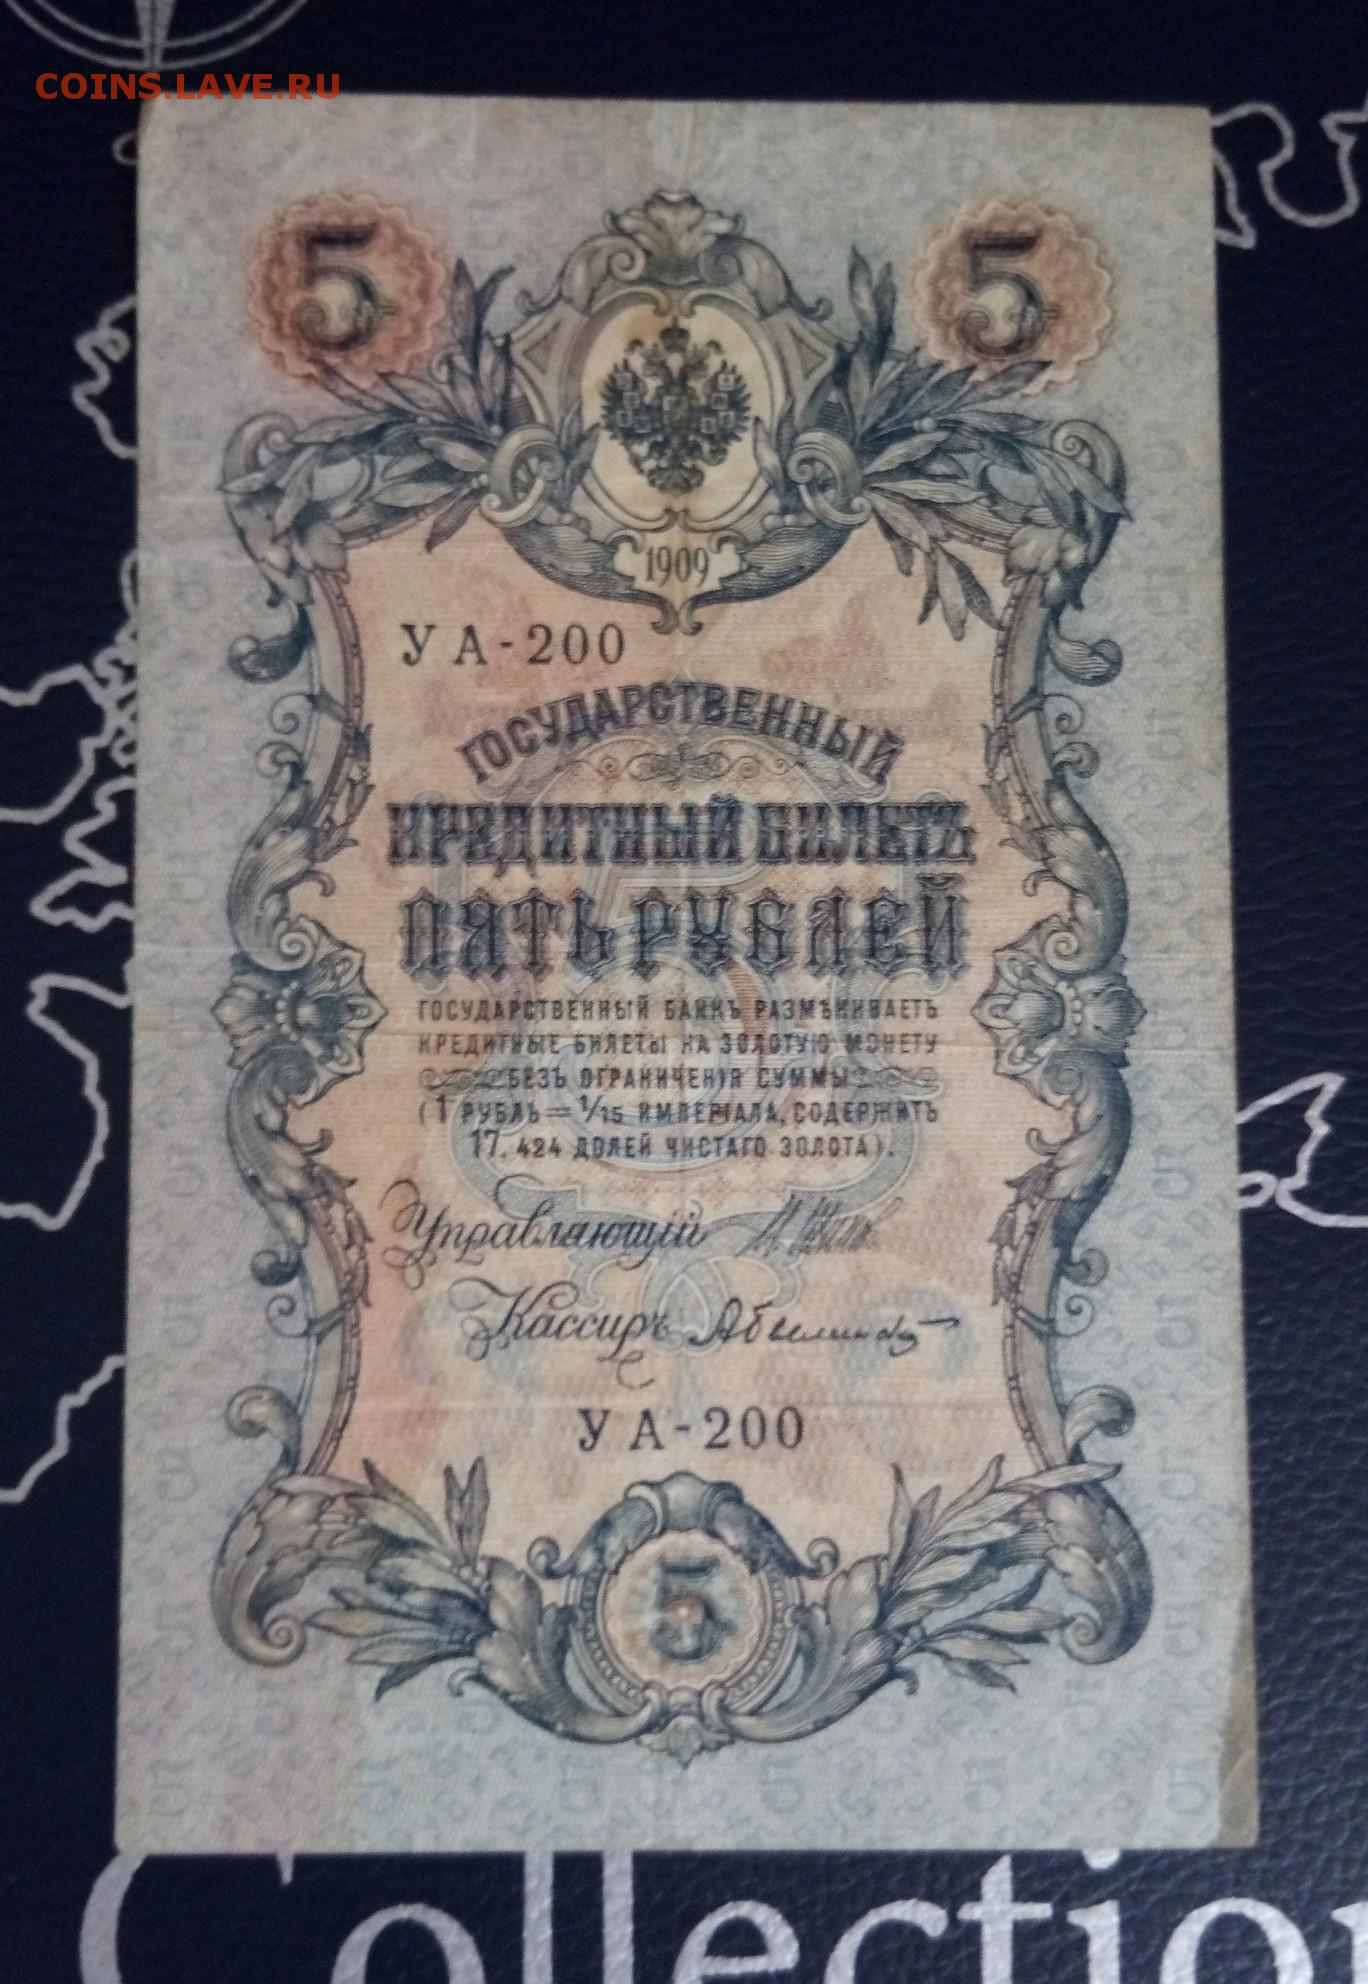 COINS.LAVE.RU
5 5
1909
УА-200
ГОСУДАРСТВЕННЫЙ
КРЕДИТНЫЙ БИЛЕТЪ
ПЯТЬ РУБЛЕЙ
ГОСУДАРСТВЕННЫЙ БАНКЪ РАЗМѢНИВАЕТЪ
КРЕДИТНЫЕ БИЛЕТЫ НА ЗОЛОТУЮ МОНЕТУ
БЕЗЪ ОГРАНИЧЕНІЯ СУММЫ
(1 РУБЛЬ = 1/15 ИМПЕРІАЛА, СОДЕРЖИТЪ
17,424 ДОЛЕЙ ЧИСТАГО ЗОЛОТА).
Управляющій
Кассиръ
УА-200
5
Collection